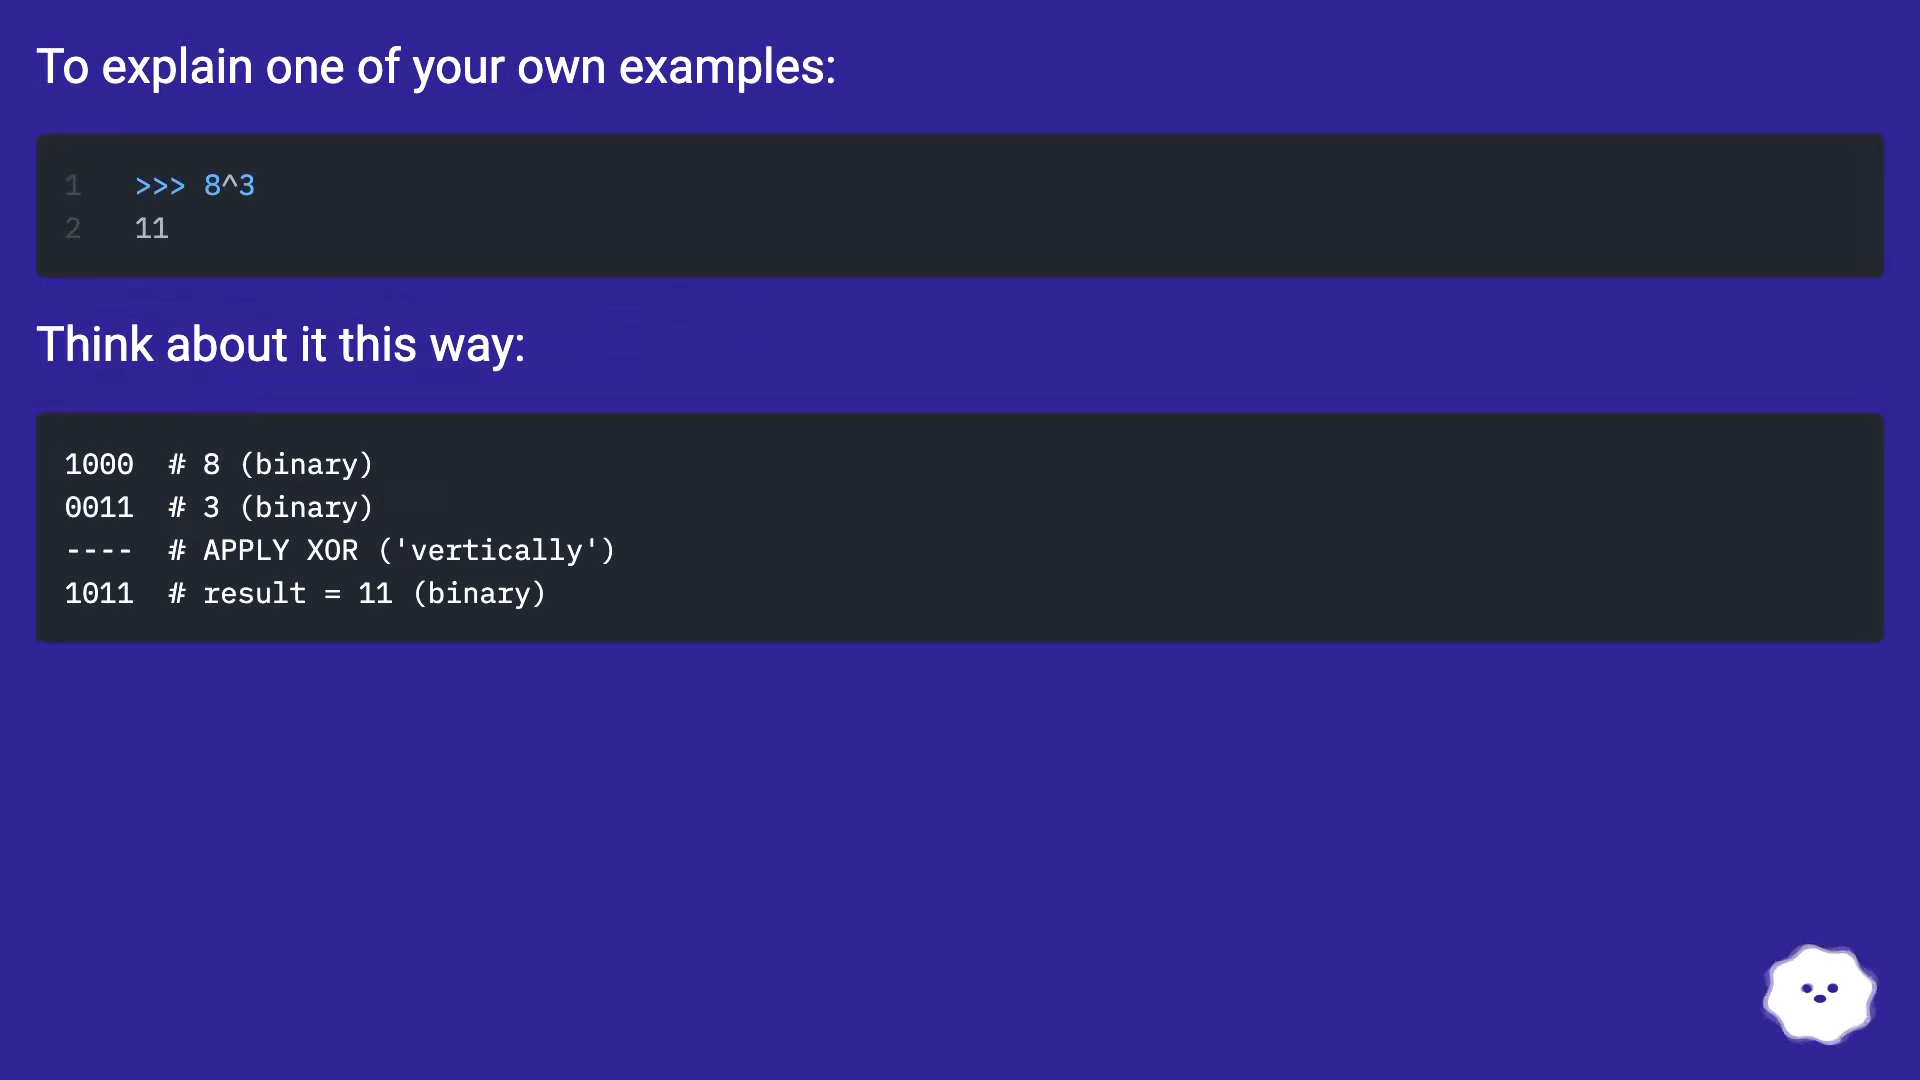 To explain one of your own examples:
1 >>> 8^3
2 11
Think about it this way:
1000  # 8 (binary)
0011  # 3 (binary)
----  # APPLY XOR ('vertically')
1011  # result = 11 (binary)